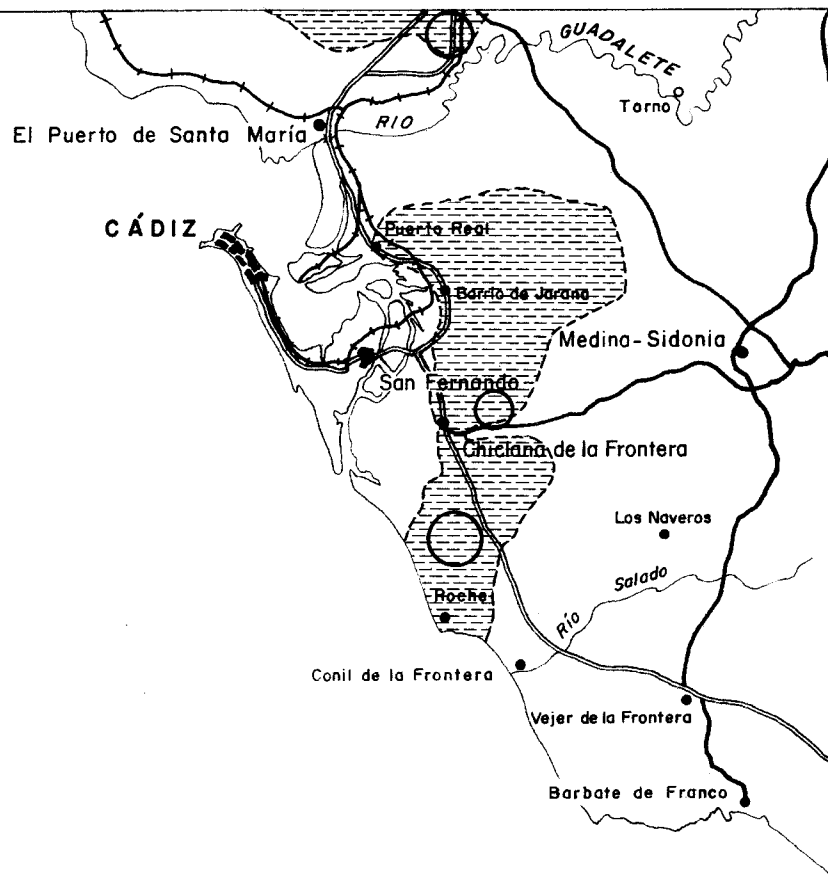 GUADALETE
Torno
RIO
El Puerto de Santa María
CÁDIZ
Puerto Real
Barrio de Jarana
Medina-Sidonia
San Fernando
Chiclana de la Frontera
Los Naveros
Salado
Roche
Río
Conil de la Frontera
Vejer de la Frontera
Barbate de Franco